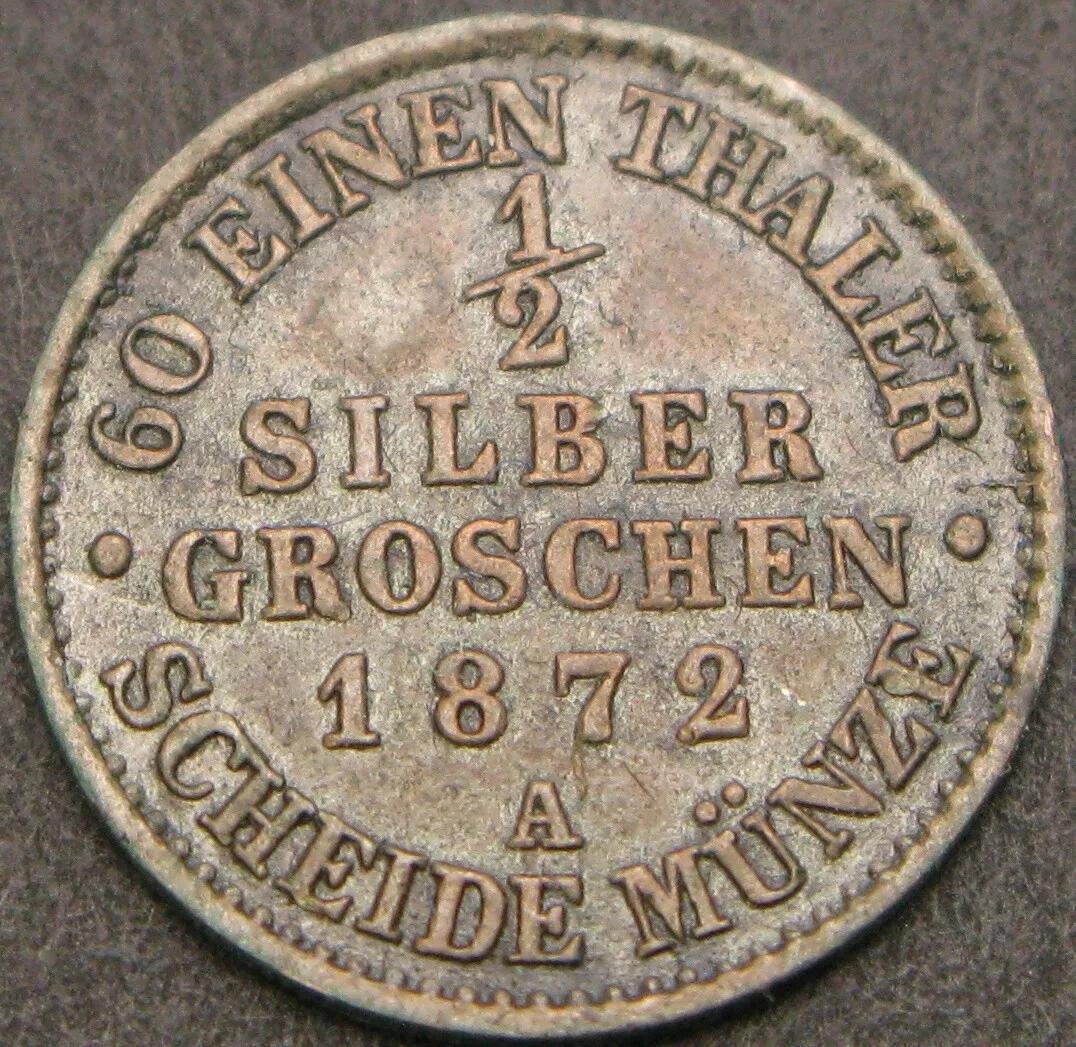 60 EINEN THALER
1/2
SILBER
• GROSCHEN •
1872
A
SCHEIDE MÜNZE